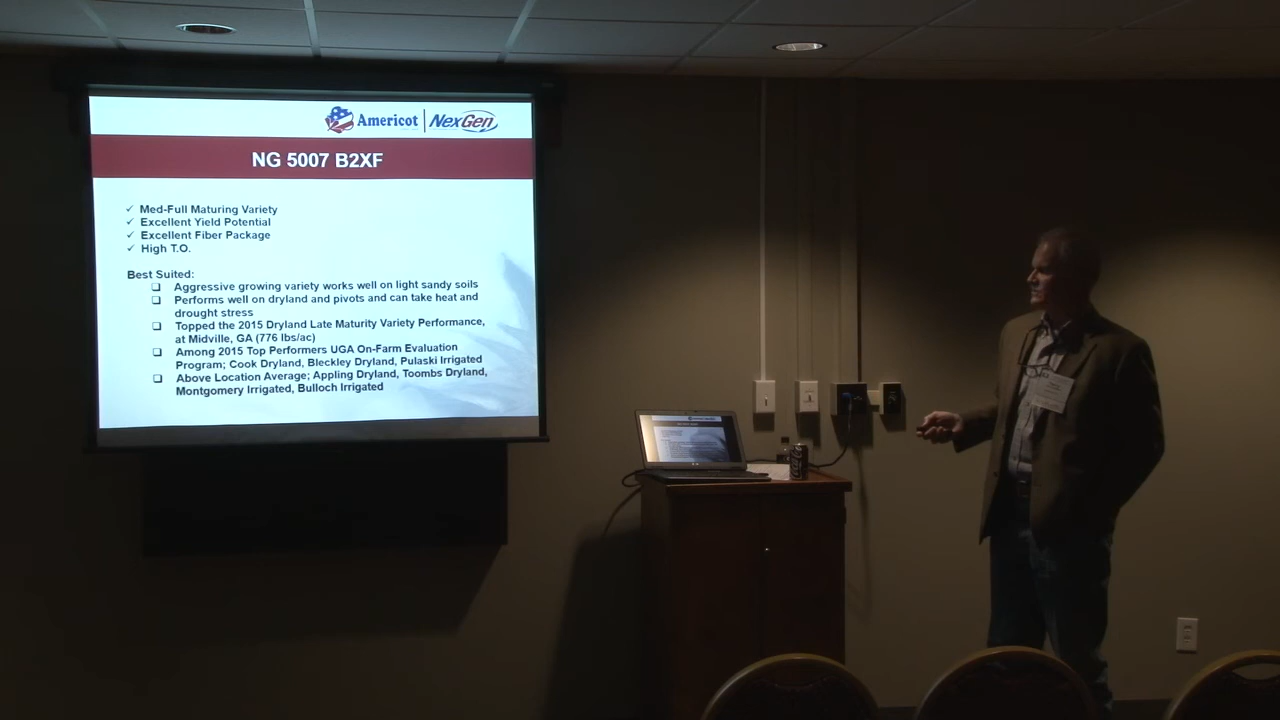 Americot | NexGen
NG 5007 B2XF
✓ Med-Full Maturing Variety
✓ Excellent Yield Potential
✓ Excellent Fiber Package
✓ High T.O.
Best Suited:
❑ Aggressive growing variety works well on light sandy soils
❑ Performs well on dryland and pivots and can take heat and
drought stress
❑ Topped the 2015 Dryland Late Maturity Variety Performance,
at Midville, GA (776 lbs/ac)
❑ Among 2015 Top Performers UGA On-Farm Evaluation
Program; Cook Dryland, Bleckley Dryland, Pulaski Irrigated
❑ Above Location Average; Appling Dryland, Toombs Dryland,
Montgomery Irrigated, Bulloch Irrigated